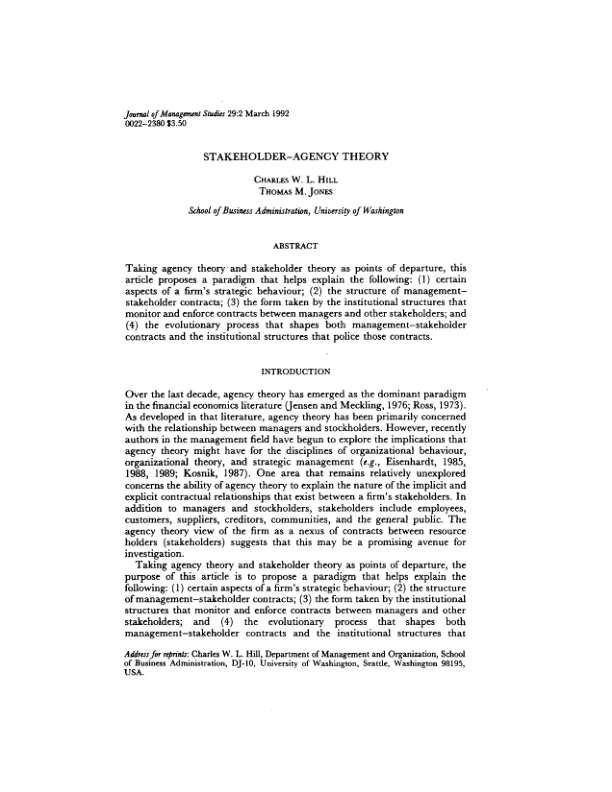 Journal of Management Studies 29:2 March 1992
0022–2380 $3.50
STAKEHOLDER–AGENCY THEORY
CHARLES W. L. HILL
THOMAS M. JONES
School of Business Administration, University of Washington
ABSTRACT
Taking agency theory and stakeholder theory as points of departure, this
article proposes a paradigm that helps explain the following: (1) certain
aspects of a firm's strategic behaviour; (2) the structure of management–
stakeholder contracts; (3) the form taken by the institutional structures that
monitor and enforce contracts between managers and other stakeholders; and
(4) the evolutionary process that shapes both management–stakeholder
contracts and the institutional structures that police those contracts.
INTRODUCTION
Over the last decade, agency theory has emerged as the dominant paradigm
in the financial economics literature (Jensen and Meckling, 1976; Ross, 1973).
As developed in that literature, agency theory has been primarily concerned
with the relationship between managers and stockholders. However, recently
authors in the management field have begun to explore the implications that
agency theory might have for the disciplines of organizational behaviour,
organizational theory, and strategic management (e.g., Eisenhardt, 1985,
1988, 1989; Kosnik, 1987). One area that remains relatively unexplored
concerns the ability of agency theory to explain the nature of the implicit and
explicit contractual relationships that exist between a firm's stakeholders. In
addition to managers and stockholders, stakeholders include employees,
customers, suppliers, creditors, communities, and the general public. The
agency theory view of the firm as a nexus of contracts between resource
holders (stakeholders) suggests that this may be a promising avenue for
investigation.
Taking agency theory and stakeholder theory as points of departure, the
purpose of this article is to propose a paradigm that helps explain the
following: (1) certain aspects of a firm's strategic behaviour; (2) the structure
of management–stakeholder contracts; (3) the form taken by the institutional
structures that monitor and enforce contracts between managers and other
stakeholders; and (4) the evolutionary process that shapes both
management–stakeholder contracts and the institutional structures that
Address for reprints: Charles W. L. Hill, Department of Management and Organization, School
of Business Administration, DJ-10, University of Washington, Seattle, Washington 98195,
USA.